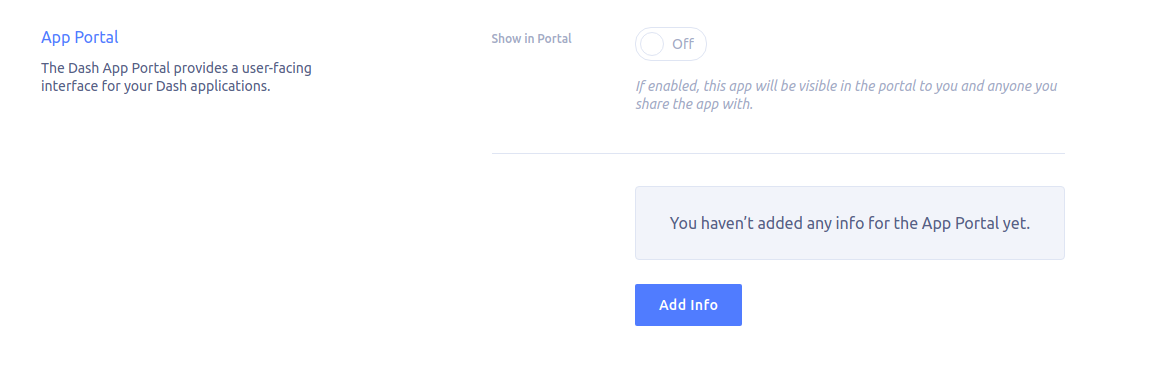 App Portal
The Dash App Portal provides a user-facing
interface for your Dash applications.
Show in Portal
Off
If enabled, this app will be visible in the portal to you and anyone you
share the app with.
You haven’t added any info for the App Portal yet.
Add Info